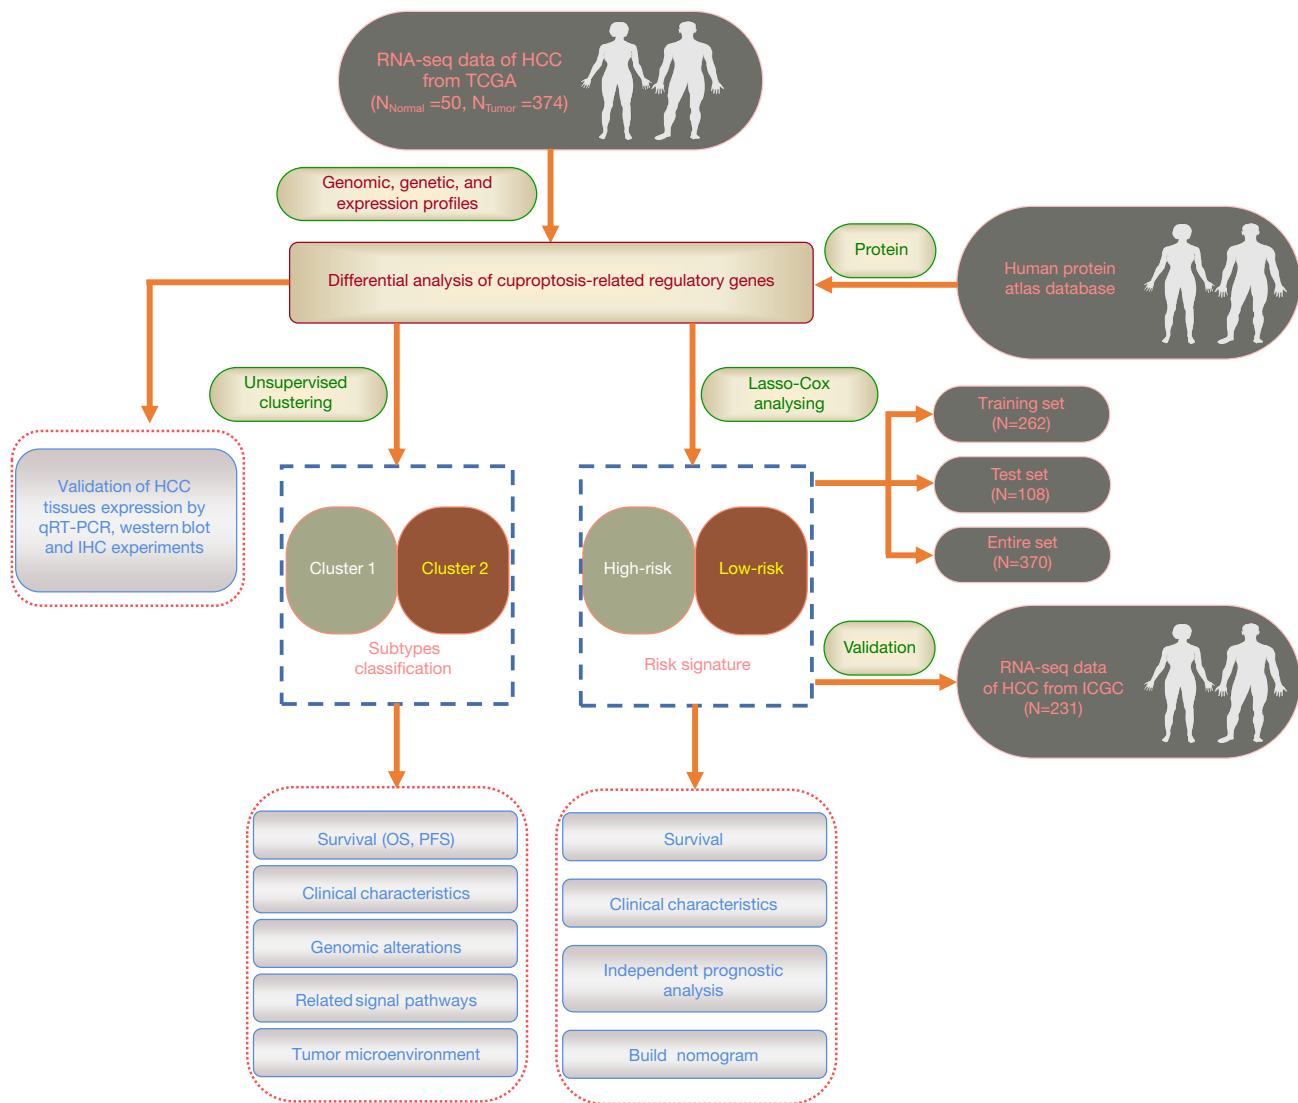 RNA-seq data of HCC
from TCGA
(NNormal =50, NTumor =374)
Genomic, genetic, and
expression profiles
Protein
Differential analysis of cuproptosis-related regulatory genes
Human protein
atlas database
Unsupervised
clustering
Lasso-Cox
analysing
Training set
(N=262)
Test set
(N=108)
Entire set
(N=370)
Validation of HCC
tissues expression by
qRT-PCR, western blot
and IHC experiments
Cluster 1
Cluster 2
Subtypes
classification
High-risk
Low-risk
Risk signature
Validation
RNA-seq data
of HCC from ICGC
(N=231)
Survival (OS, PFS)
Clinical characteristics
Genomic alterations
Related signal pathways
Tumor microenvironment
Survival
Clinical characteristics
Independent prognostic
analysis
Build nomogram